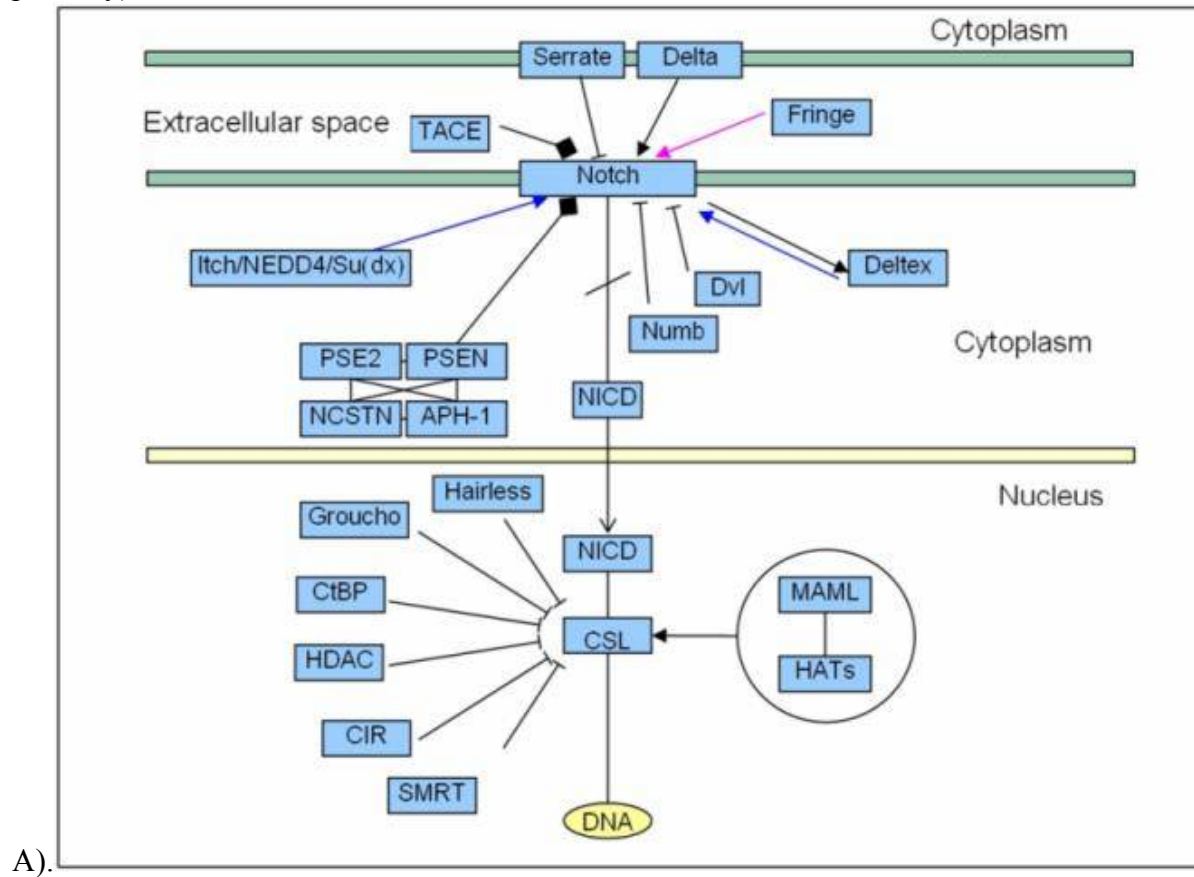 Cytoplasm
Serrate
Delta
Extracellular space
TACE
Fringe
Notch
Itch/NEDD4/Su(dx)
Deltex
Dvl
Numb
Cytoplasm
PSE2
PSEN
NICD
NCSTN
APH-1
Hairless
Nucleus
Groucho
NICD
CtBP
MAML
CSL
HDAC
HATs
CIR
SMRT
DNA
A).